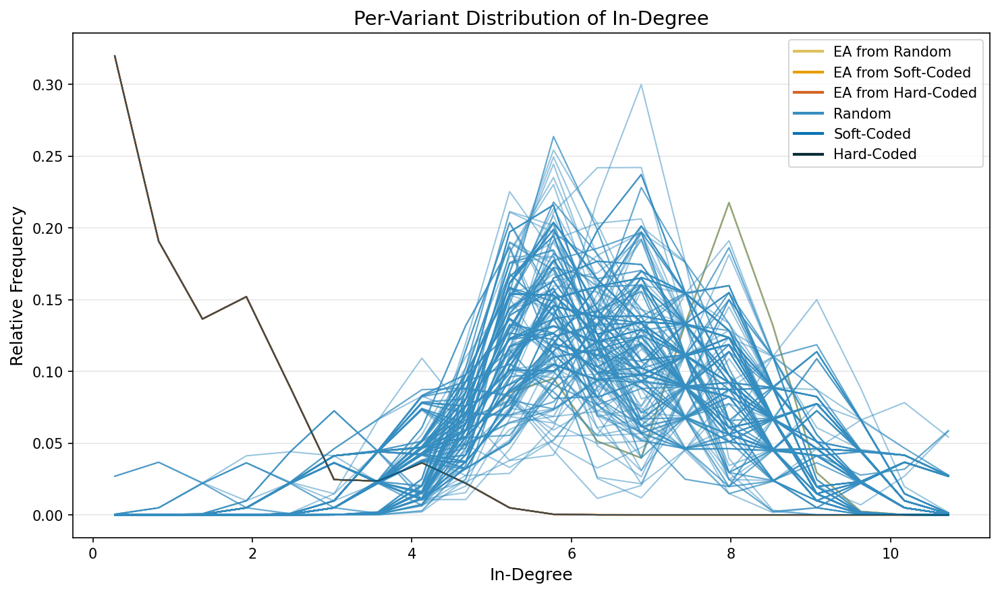 Per-Variant Distribution of In-Degree
EA from Random
EA from Soft-Coded
EA from Hard-Coded
Random
Soft-Coded
Hard-Coded
Relative Frequency
0.30
0.25
0.20
0.15
0.10
0.05
0.00
0 2 4 6 8 10
In-Degree